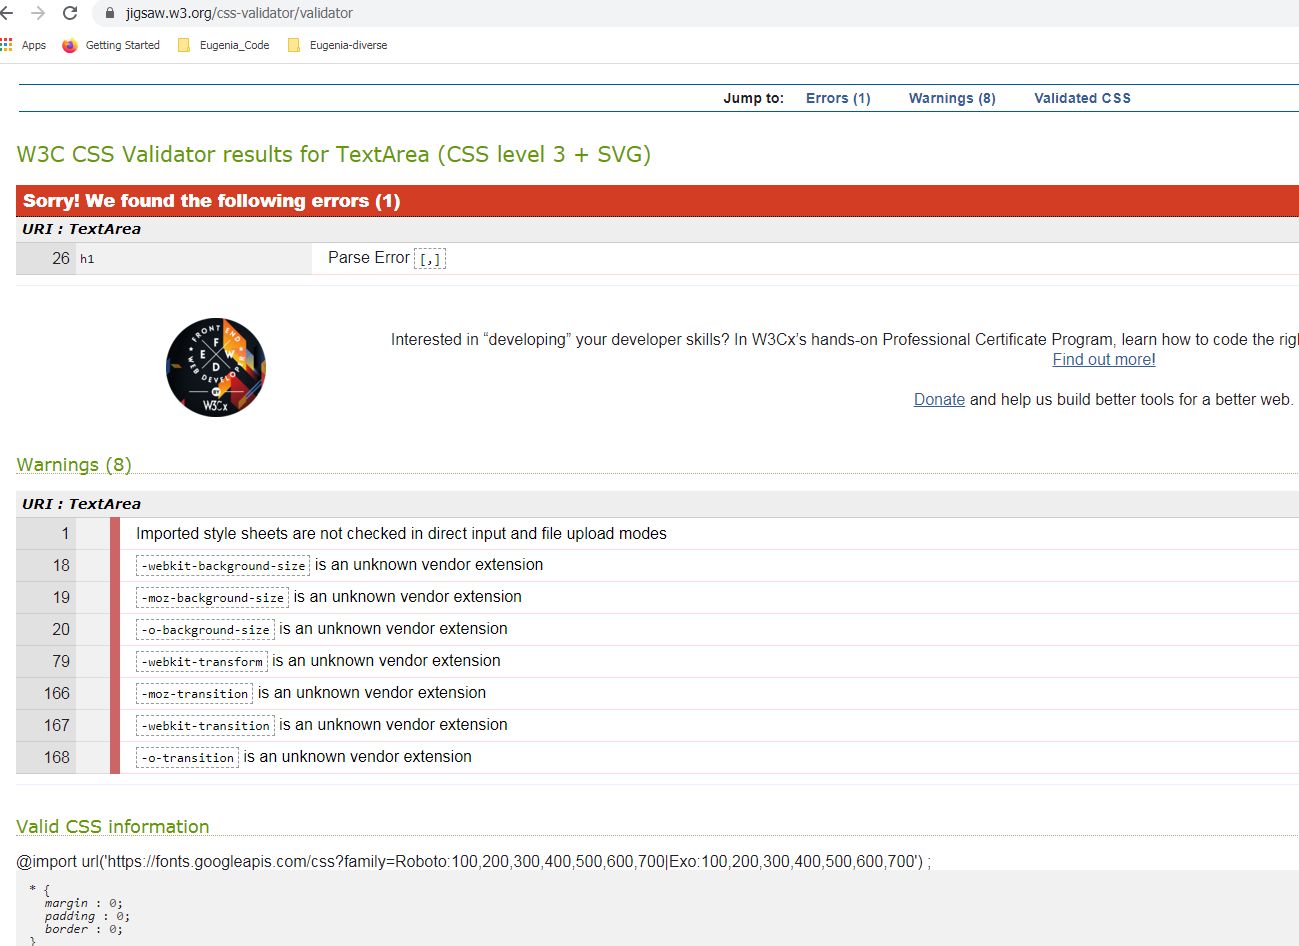 jigsaw.w3.org/css-validator/validator
Apps Getting Started Eugenia_Code Eugenia-diverse
Jump to: Errors (1) Warnings (8) Validated CSS
W3C CSS Validator results for TextArea (CSS level 3 + SVG)
Sorry! We found the following errors (1)
URI : TextArea
26 h1 Parse Error [,]
FRONT END
WEB DEVELOPER
F E W D
W3Cx
Interested in “developing” your developer skills? In W3Cx’s hands-on Professional Certificate Program, learn how to code the rig
Find out more!
Donate and help us build better tools for a better web.
Warnings (8)
URI : TextArea
1 Imported style sheets are not checked in direct input and file upload modes
18 -webkit-background-size is an unknown vendor extension
19 -moz-background-size is an unknown vendor extension
20 -o-background-size is an unknown vendor extension
79 -webkit-transform is an unknown vendor extension
166 -moz-transition is an unknown vendor extension
167 -webkit-transition is an unknown vendor extension
168 -o-transition is an unknown vendor extension
Valid CSS information
@import url('https://fonts.googleapis.com/css?family=Roboto:100,200,300,400,500,600,700|Exo:100,200,300,400,500,600,700') ;
* {
margin : 0;
padding : 0;
border : 0;
}